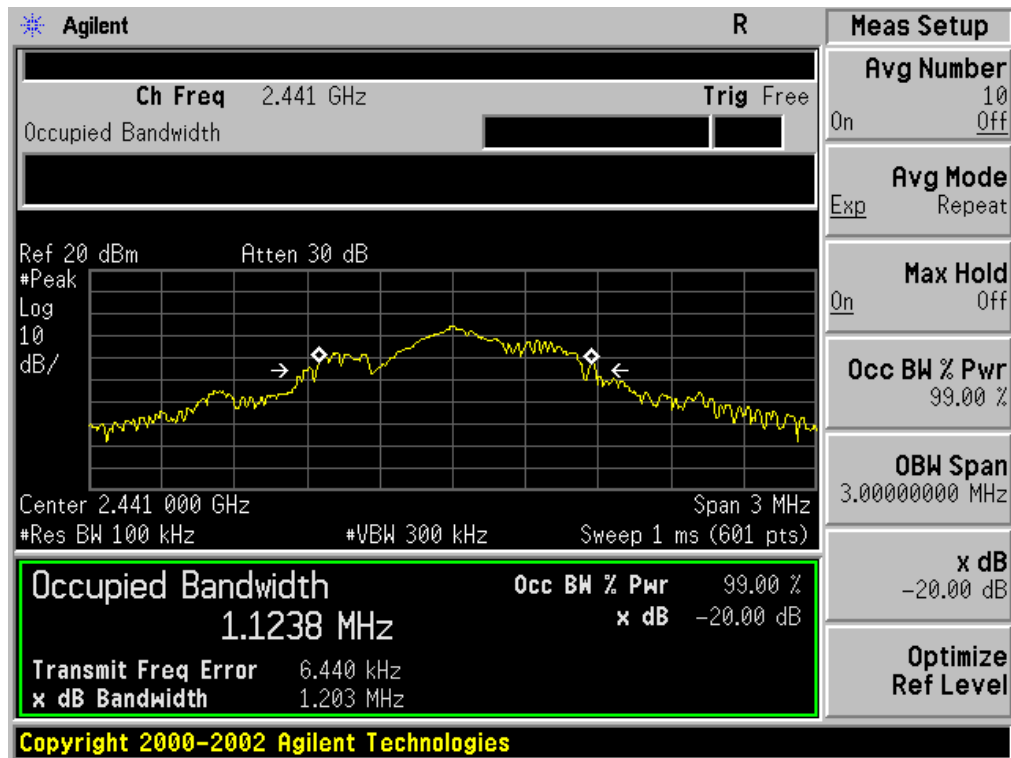 Agilent R Meas Setup
Ch Freq 2.441 GHz Trig Free
Occupied Bandwidth
Ref 20 dBm Atten 30 dB
#Peak
Log
10
dB/
Center 2.441 000 GHz Span 3 MHz
#Res BW 100 kHz #VBW 300 kHz Sweep 1 ms (601 pts)
Occupied Bandwidth
1.1238 MHz
Occ BW % Pwr 99.00 %
x dB -20.00 dB
Transmit Freq Error 6.440 kHz
x dB Bandwidth 1.203 MHz
Avg Number
10
On Off
Avg Mode
Exp Repeat
Max Hold
On Off
Occ BW % Pwr
99.00 %
OBW Span
3.00000000 MHz
x dB
-20.00 dB
Optimize
Ref Level
Copyright 2000-2002 Agilent Technologies